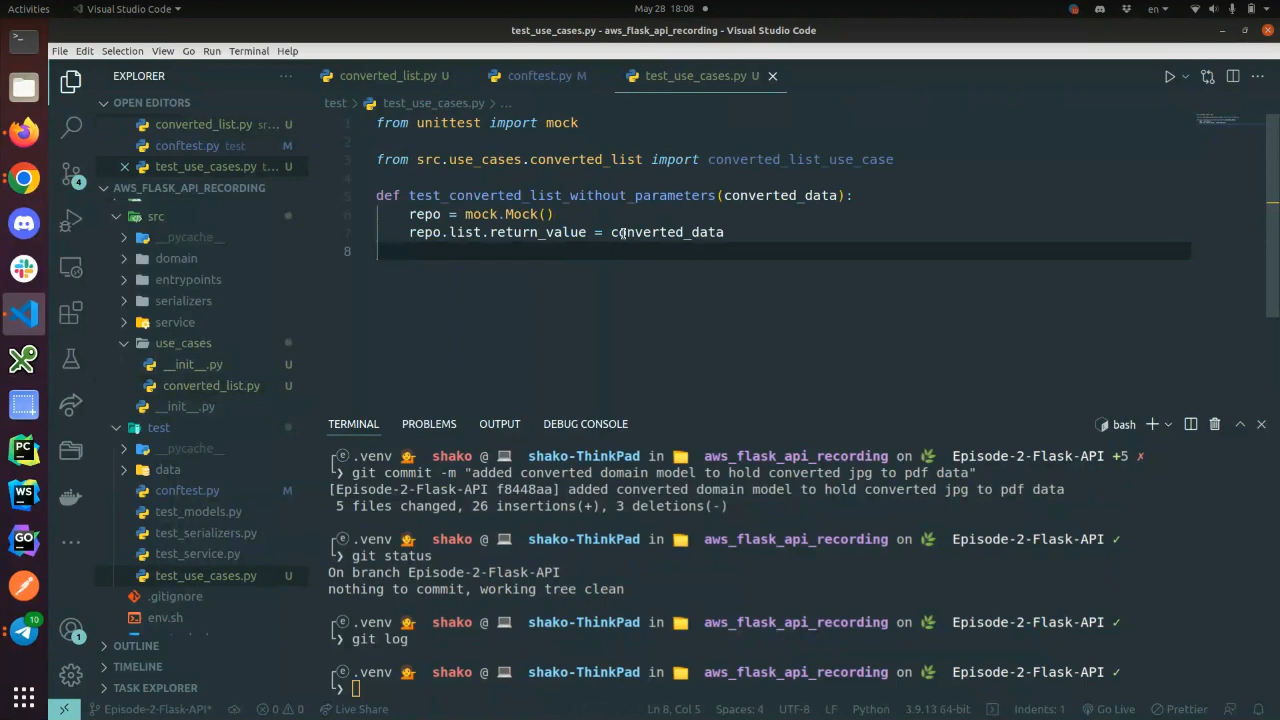 Activities
Visual Studio Code
May 28 18:08
en
test_use_cases.py - aws_flask_api_recording - Visual Studio Code
File Edit Selection View Go Run Terminal Help
EXPLORER
converted_list.py U
conftest.py M
test_use_cases.py U
OPEN EDITORS
converted_list.py sr... U
conftest.py test M
test_use_cases.py t... U
AWS_FLASK_API_RECORDING
src
__pycache__
domain
entrypoints
serializers
service
use_cases
__init__.py U
converted_list.py U
__init__.py
test
__pycache__
data
conftest.py M
test_models.py
test_serializers.py
test_service.py
test_use_cases.py U
.gitignore
env.sh
OUTLINE
TIMELINE
TASK EXPLORER
4
10
1
test > test_use_cases.py > ...
1 from unittest import mock
2
3 from src.use_cases.converted_list import converted_list_use_case
4
5 def test_converted_list_without_parameters(converted_data):
6 repo = mock.Mock()
7 repo.list.return_value = converted_data
8
TERMINAL PROBLEMS OUTPUT DEBUG CONSOLE
bash
.venv shako @ shako-ThinkPad in aws_flask_api_recording on Episode-2-Flask-API +5 ✗
❯ git commit -m "added converted domain model to hold converted jpg to pdf data"
[Episode-2-Flask-API f8448aa] added converted domain model to hold converted jpg to pdf data
5 files changed, 26 insertions(+), 3 deletions(-)
.venv shako @ shako-ThinkPad in aws_flask_api_recording on Episode-2-Flask-API ✓
❯ git status
On branch Episode-2-Flask-API
nothing to commit, working tree clean
.venv shako @ shako-ThinkPad in aws_flask_api_recording on Episode-2-Flask-API ✓
❯ git log
.venv shako @ shako-ThinkPad in aws_flask_api_recording on Episode-2-Flask-API ✓
❯
Episode-2-Flask-API* 0 0 Live Share
Ln 8, Col 5 Spaces: 4 UTF-8 LF Python 3.9.13 64-bit Indents: 1 Go Live Prettier